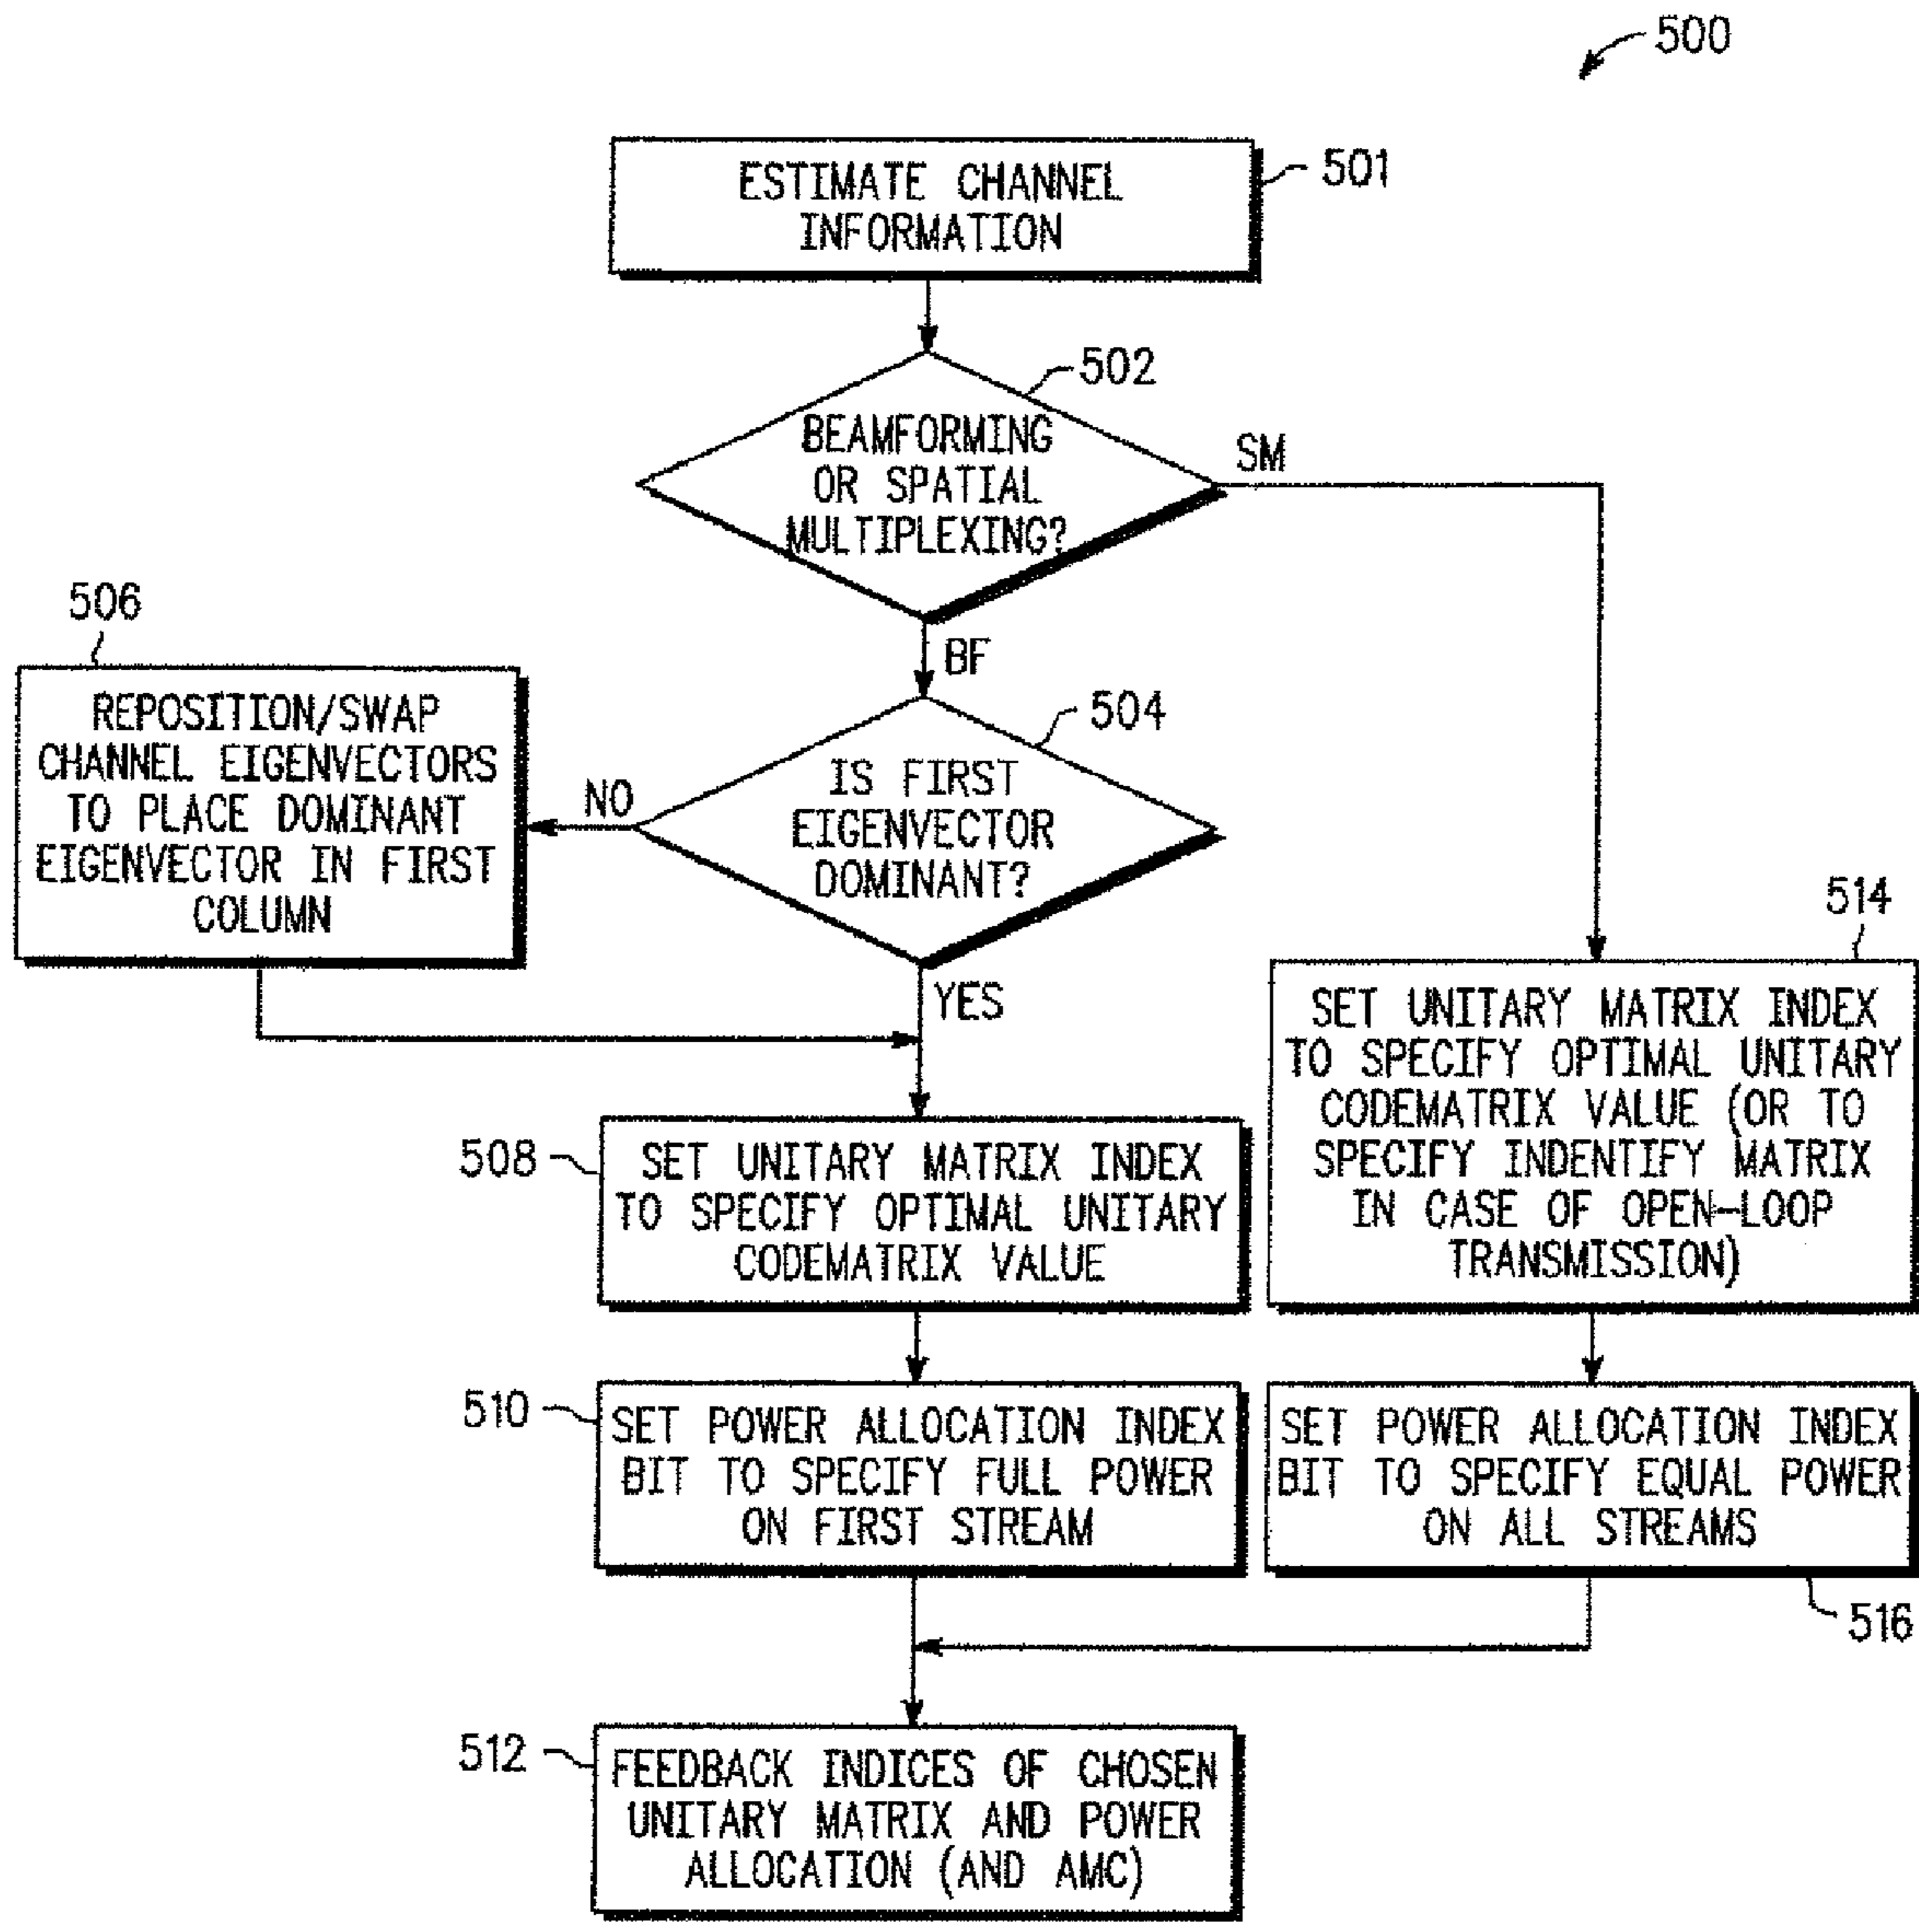 500
ESTIMATE CHANNEL
INFORMATION
501
502
BEAMFORMING
OR SPATIAL
MULTIPLEXING?
SM
BF
506
REPOSITION/SWAP
CHANNEL EIGENVECTORS
TO PLACE DOMINANT
EIGENVECTOR IN FIRST
COLUMN
504
IS FIRST
EIGENVECTOR
DOMINANT?
NO
YES
514
SET UNITARY MATRIX INDEX
TO SPECIFY OPTIMAL UNITARY
CODEMATRIX VALUE (OR TO
SPECIFY INDENTIFY MATRIX
IN CASE OF OPEN-LOOP
TRANSMISSION)
508
SET UNITARY MATRIX INDEX
TO SPECIFY OPTIMAL UNITARY
CODEMATRIX VALUE
510
SET POWER ALLOCATION INDEX
BIT TO SPECIFY FULL POWER
ON FIRST STREAM
SET POWER ALLOCATION INDEX
BIT TO SPECIFY EQUAL POWER
ON ALL STREAMS
516
512
FEEDBACK INDICES OF CHOSEN
UNITARY MATRIX AND POWER
ALLOCATION (AND AMC)